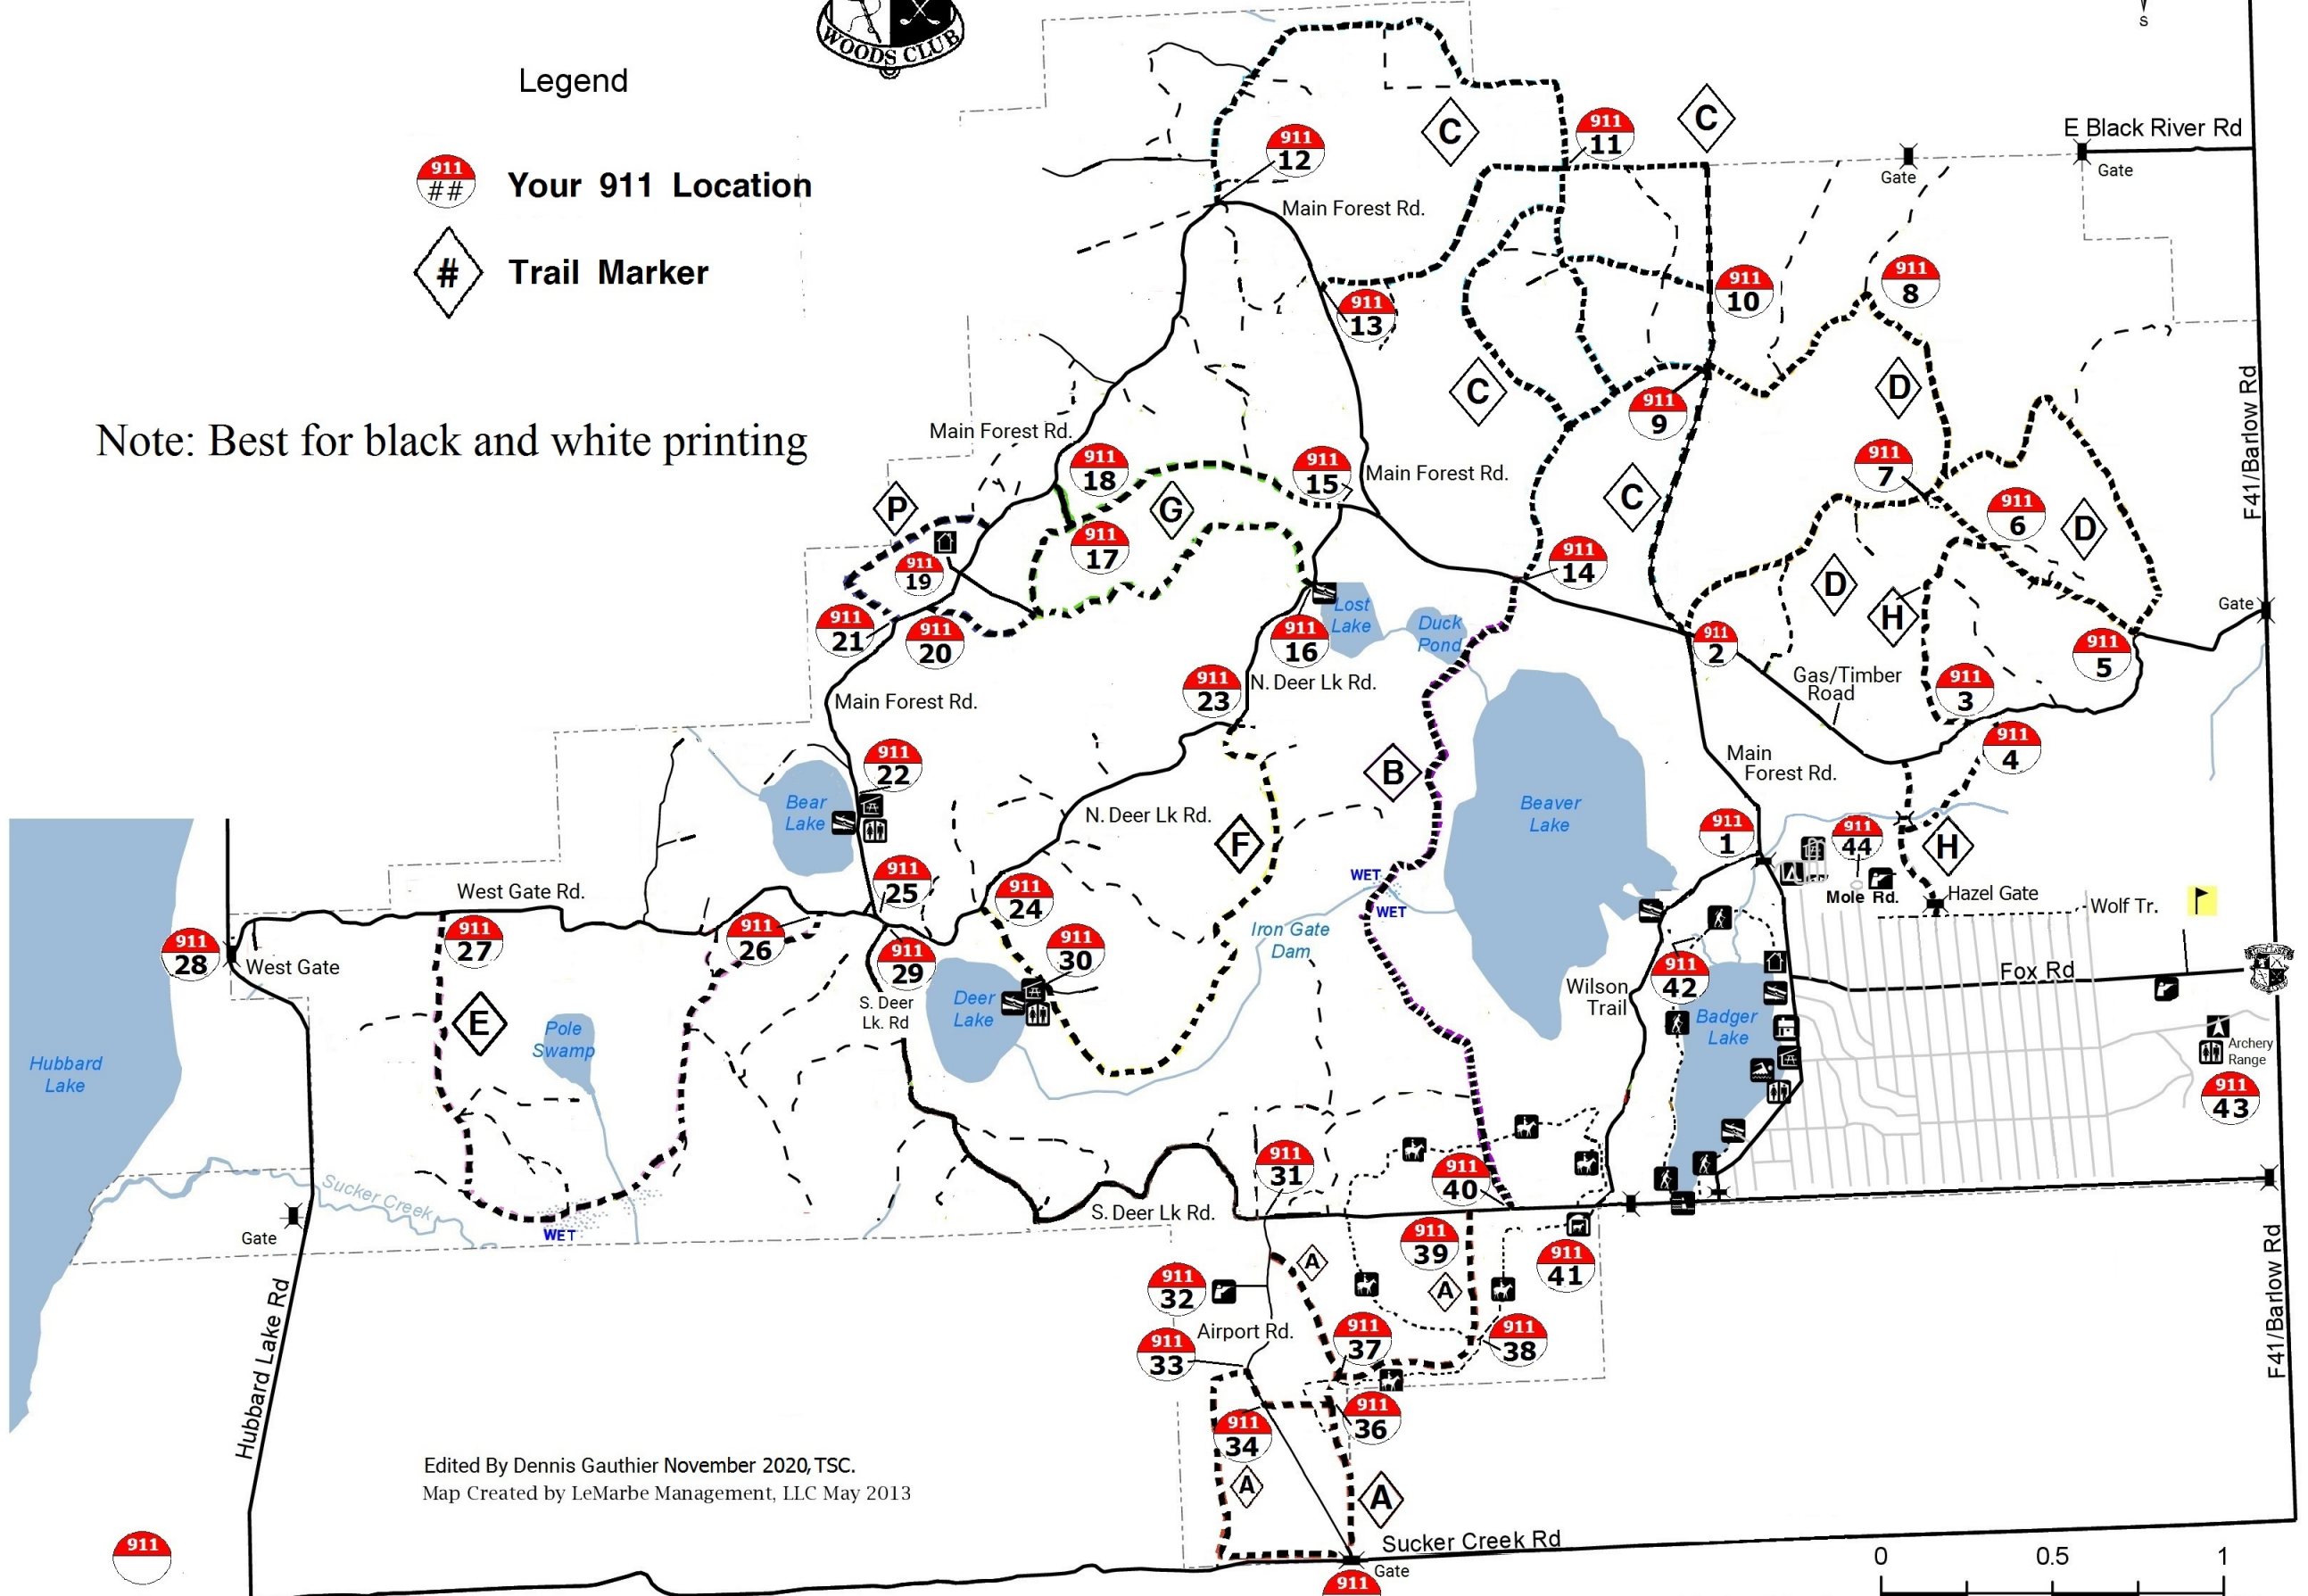 WOODS CLUB
S
Legend
911
##
Your 911 Location
#
Trail Marker
Note: Best for black and white printing
E Black River Rd
Gate
Gate
C
C
911
11
911
12
Main Forest Rd.
911
13
911
10
911
8
C
D
911
9
F41/Barlow Rd
Main Forest Rd.
911
18
911
15
Main Forest Rd.
911
7
P
G
C
911
6
D
911
17
911
19
911
14
D
H
Gate
911
21
911
20
911
16
Lost
Lake
Duck
Pond
911
2
911
5
Main Forest Rd.
911
23
N. Deer Lk Rd.
Gas/Timber
Road
911
3
911
4
911
22
B
Main
Forest Rd.
Bear
Lake
N. Deer Lk Rd.
F
Beaver
Lake
911
1
911
44
H
West Gate Rd.
911
25
911
24
WET
WET
Mole Rd.
Hazel Gate
Wolf Tr.
911
28
West Gate
911
27
911
26
911
29
911
30
Iron Gate
Dam
911
42
Fox Rd
S. Deer
Lk. Rd
Deer
Lake
Wilson
Trail
Badger
Lake
E
Pole
Swamp
Hubbard
Lake
Archery
Range
911
43
Sucker Creek
WET
Gate
911
31
911
40
S. Deer Lk Rd.
911
39
A
A
911
41
911
32
Airport Rd.
911
33
911
37
911
38
Hubbard Lake Rd
F41/Barlow Rd
911
34
911
36
A
A
Edited By Dennis Gauthier November 2020, TSC.
Map Created by LeMarbe Management, LLC May 2013
911
Sucker Creek Rd
Gate
911
0 0.5 1